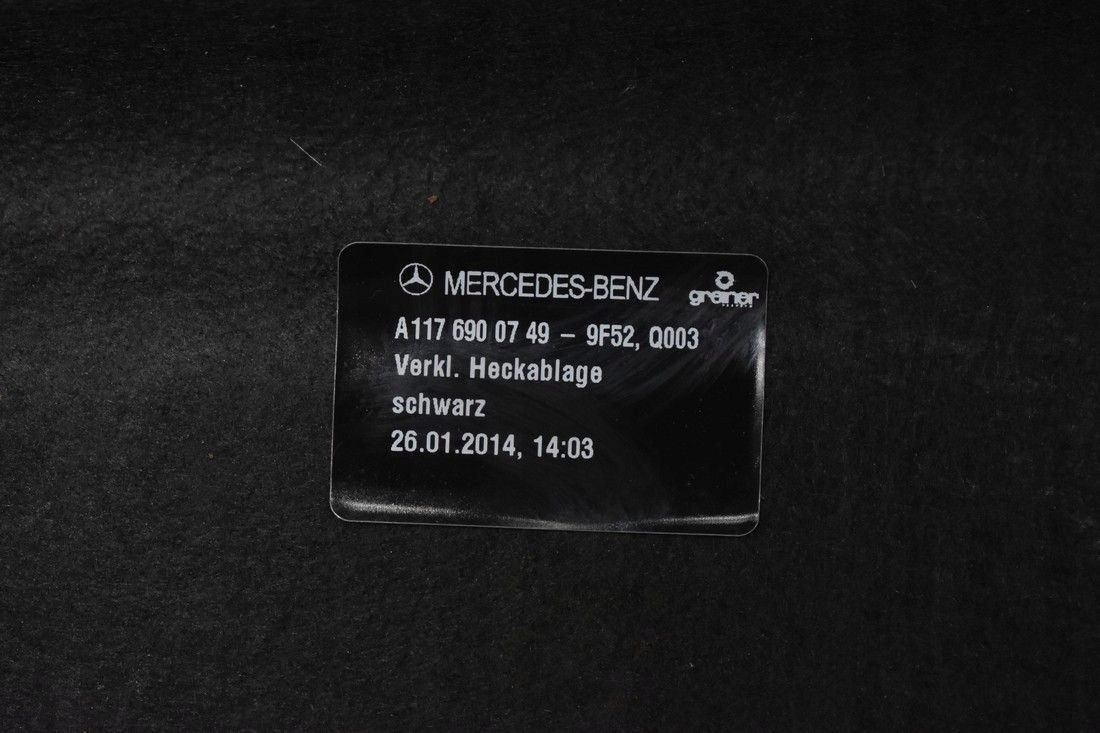 MERCEDES-BENZ
greiner
A117 690 07 49 – 9F52, Q003
Verkl. Heckablage
schwarz
26.01.2014, 14:03